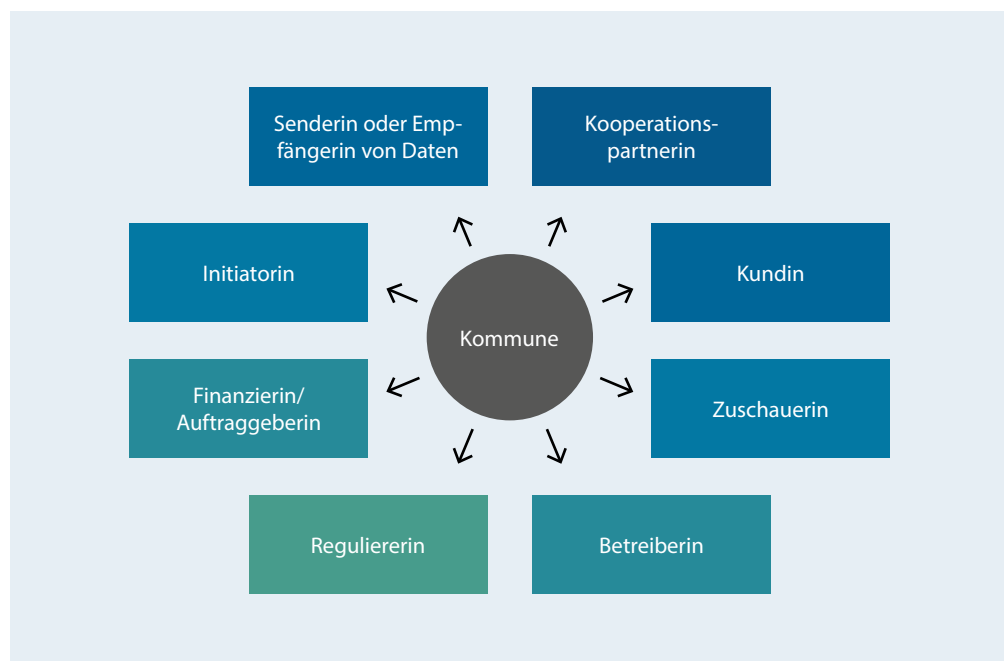 Senderin oder Emp-
fängerin von Daten
Kooperations-
partnerin
Initiatorin
Kundin
Kommune
Finanzierin/
Auftraggeberin
Zuschauerin
Reguliererin
Betreiberin